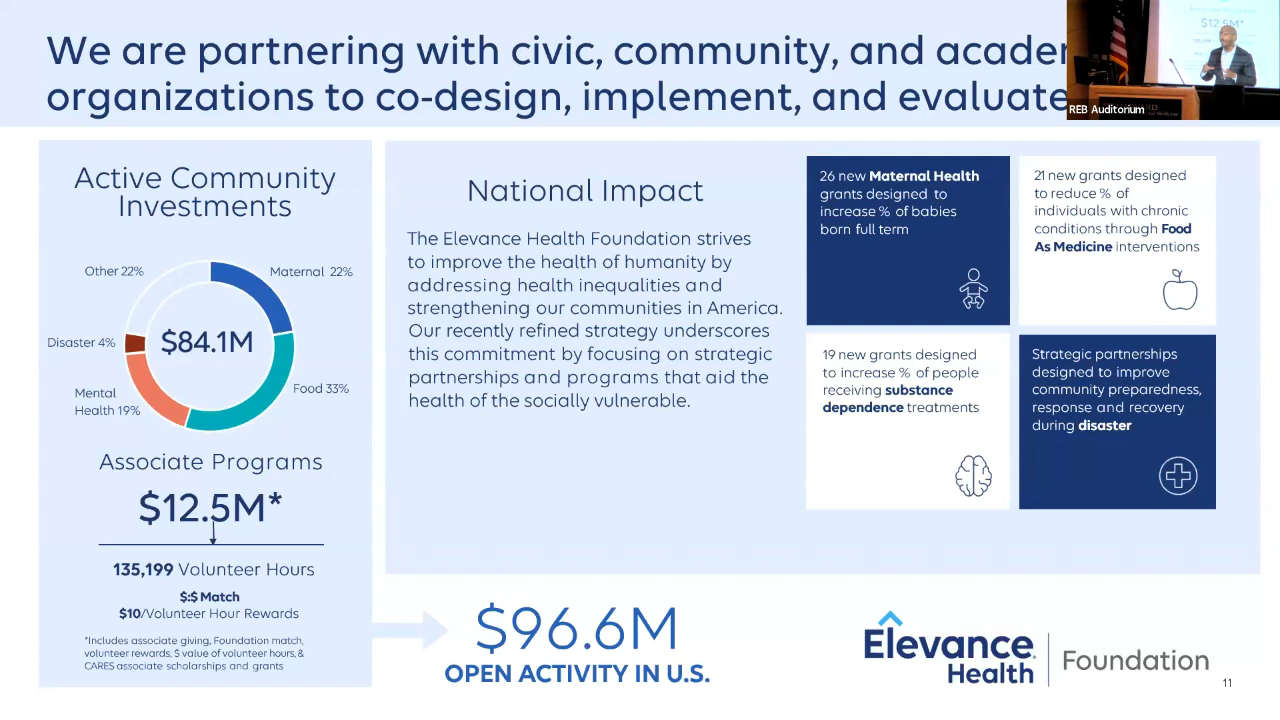 We are partnering with civic, community, and acade
organizations to co-design, implement, and evaluate
REB Auditorium
$12.5M*
Active Community
Investments
Other 22%
Maternal 22%
Disaster 4%
$84.1M
Food 33%
Mental
Health 19%
Associate Programs
$12.5M*
135,199 Volunteer Hours
$:$ Match
$10/Volunteer Hour Rewards
*Includes associate giving, Foundation match,
volunteer rewards, $ value of volunteer hours, &
CARES associate scholarships and grants
National Impact
The Elevance Health Foundation strives
to improve the health of humanity by
addressing health inequalities and
strengthening our communities in America.
Our recently refined strategy underscores
this commitment by focusing on strategic
partnerships and programs that aid the
health of the socially vulnerable.
26 new Maternal Health
grants designed to
increase % of babies
born full term
21 new grants designed
to reduce % of
individuals with chronic
conditions through Food
As Medicine interventions
19 new grants designed
to increase % of people
receiving substance
dependence treatments
Strategic partnerships
designed to improve
community preparedness,
response and recovery
during disaster
$96.6M
OPEN ACTIVITY IN U.S.
Elevance
Health
Foundation
11